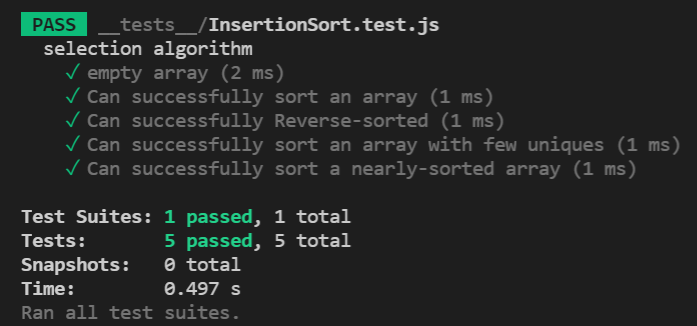 PASS __tests__/InsertionSort.test.js
selection algorithm
✓ empty array (2 ms)
✓ Can successfully sort an array (1 ms)
✓ Can successfully Reverse-sorted (1 ms)
✓ Can successfully sort an array with few uniques (1 ms)
✓ Can successfully sort a nearly-sorted array (1 ms)
Test Suites: 1 passed, 1 total
Tests: 5 passed, 5 total
Snapshots: 0 total
Time: 0.497 s
Ran all test suites.